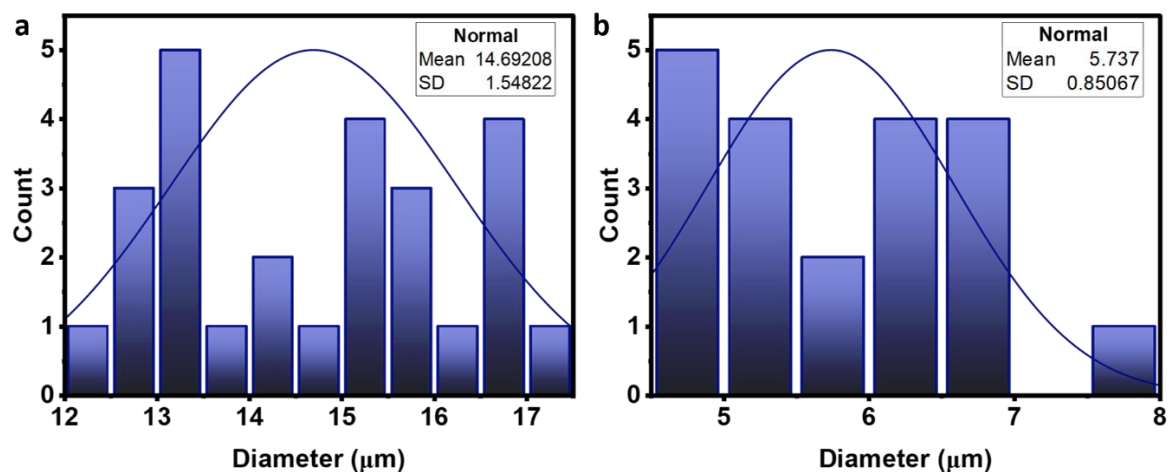 a
Normal
Mean 14.69208
SD 1.54822
Count
5
4
3
2
1
0
12 13 14 15 16 17
Diameter (μm)
b
Normal
Mean 5.737
SD 0.85067
Count
5
4
3
2
1
0
5 6 7 8
Diameter (μm)